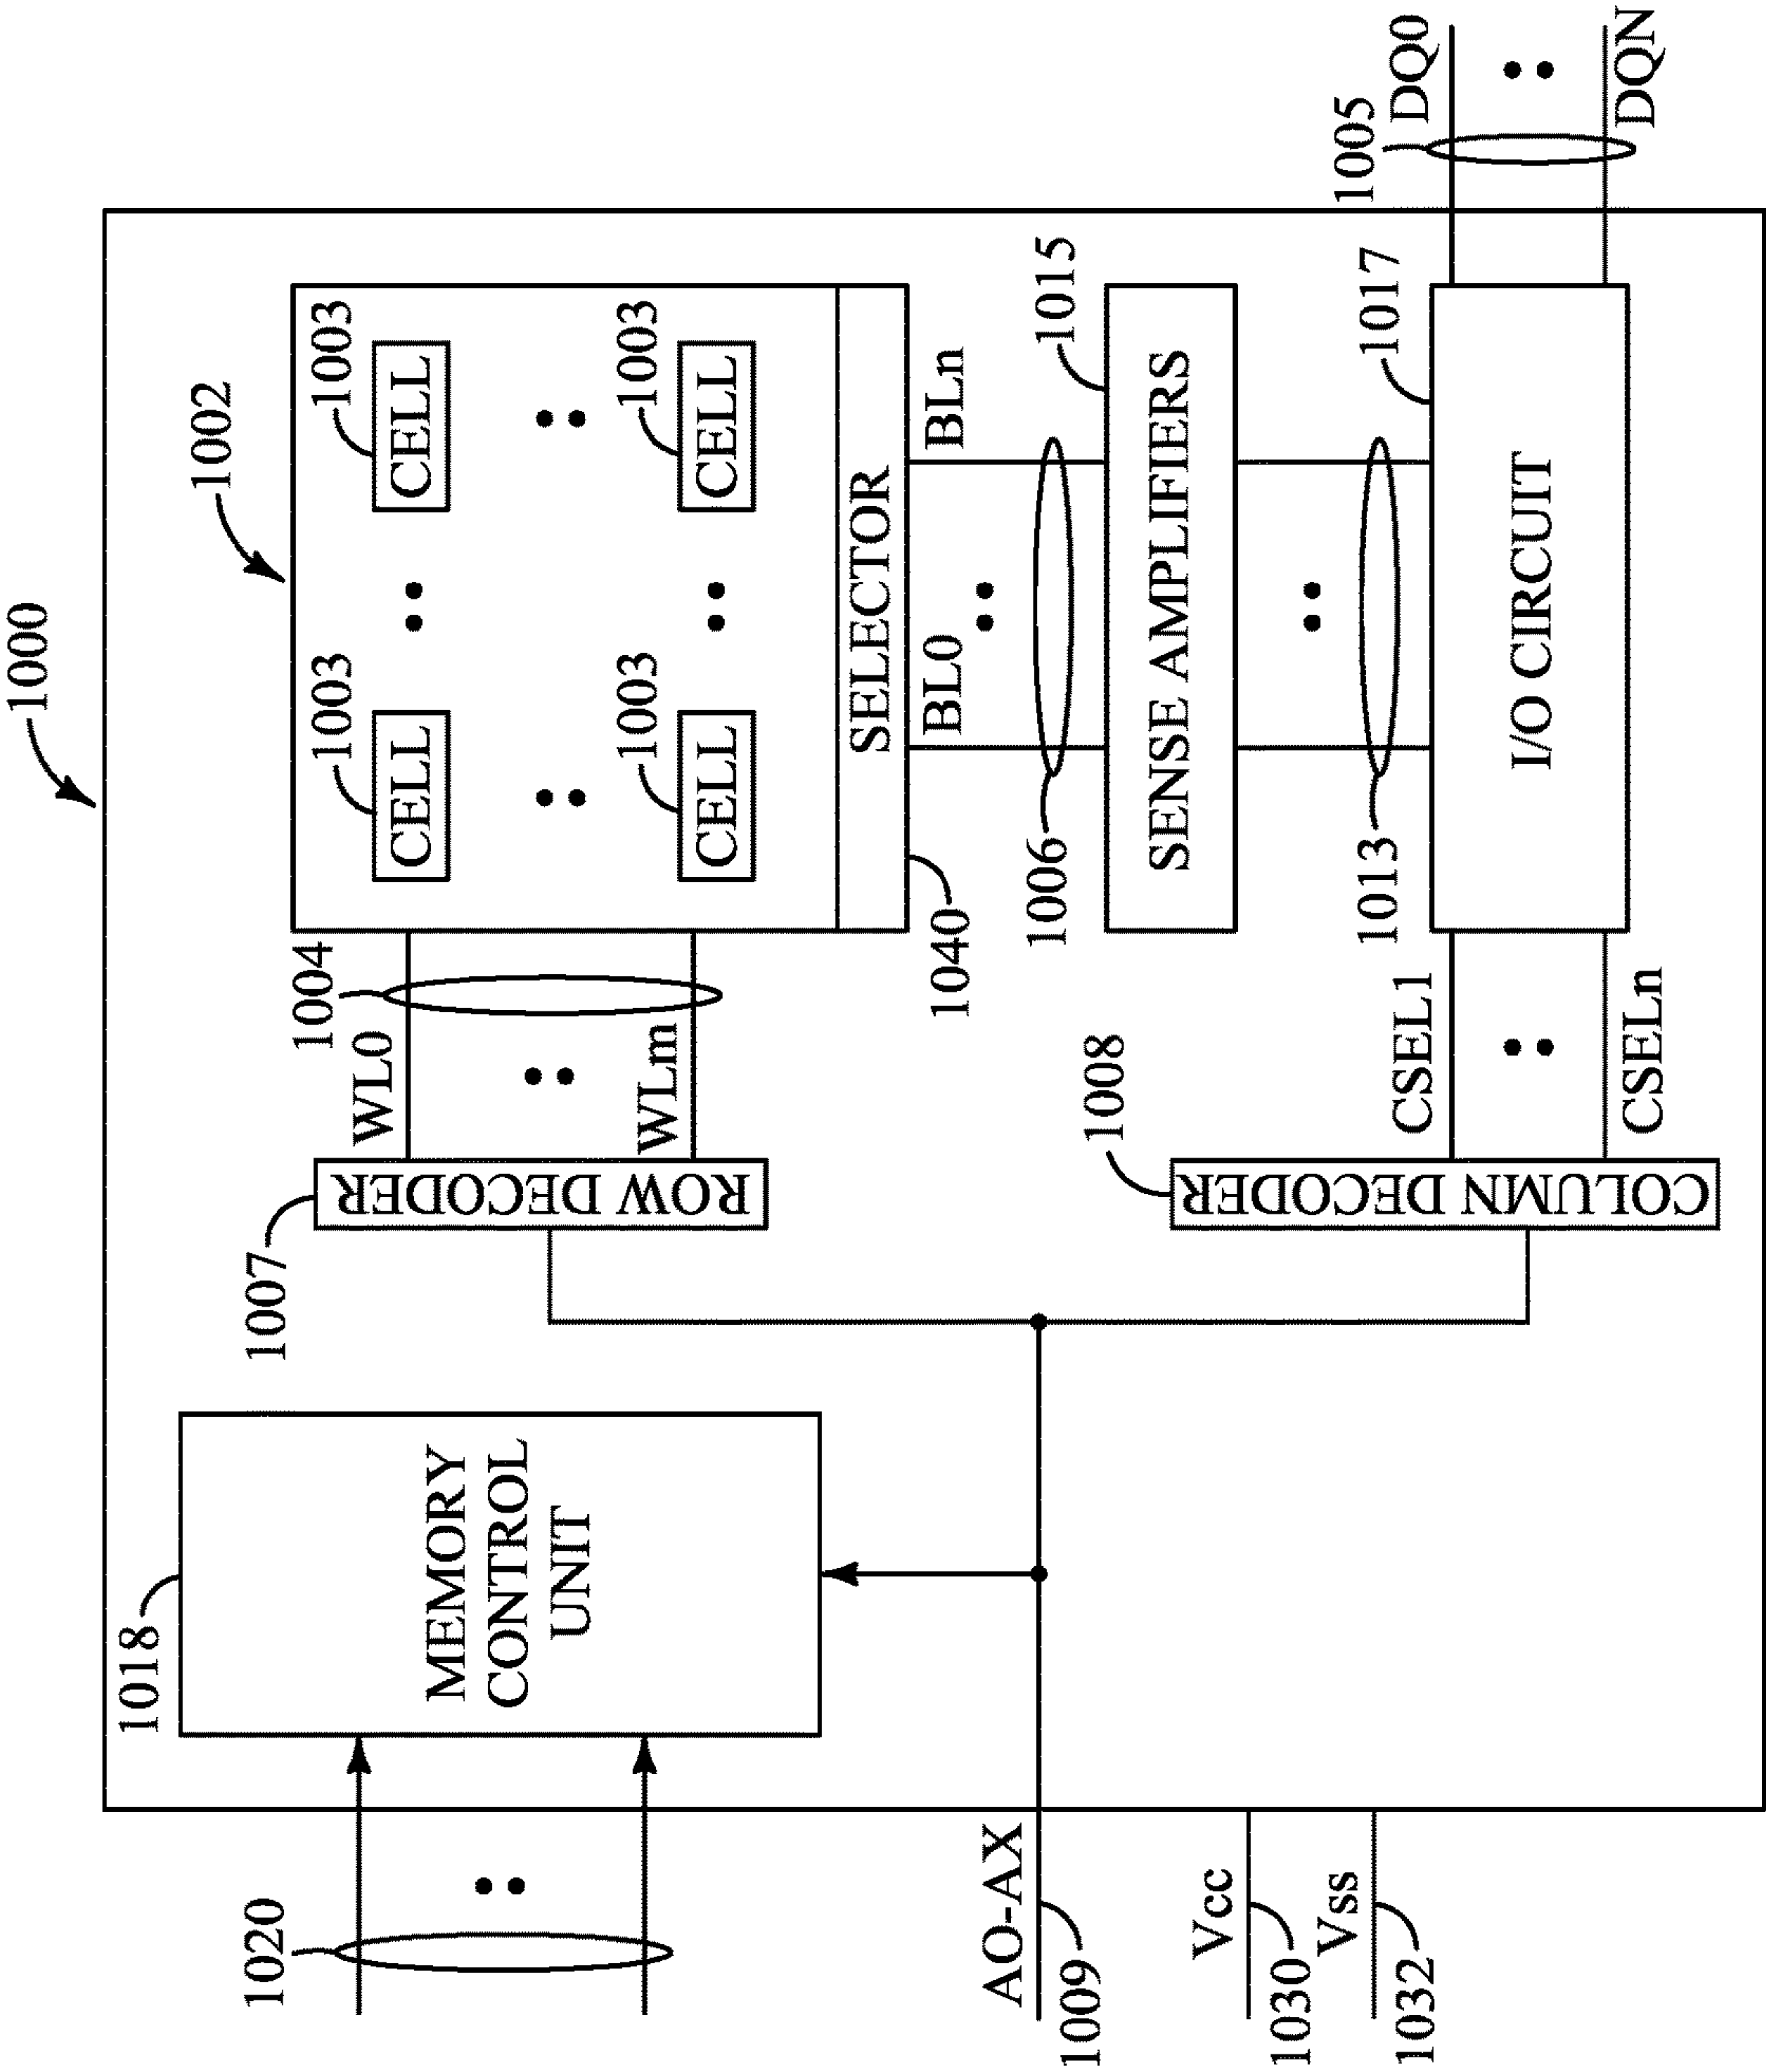 1000
1002
1003
CELL
1003
CELL
1003
CELL
1003
CELL
SELECTOR
1040
1004
WL0
WLm
1007
ROW DECODER
1018
MEMORY
CONTROL
UNIT
1020
BL0
BLn
1006
1015
SENSE AMPLIFIERS
1013
1017
I/O CIRCUIT
1005
DQ0
DQN
1008
COLUMN DECODER
CSEL1
CSELn
AO-AX
1009
Vcc
1030
Vss
1032